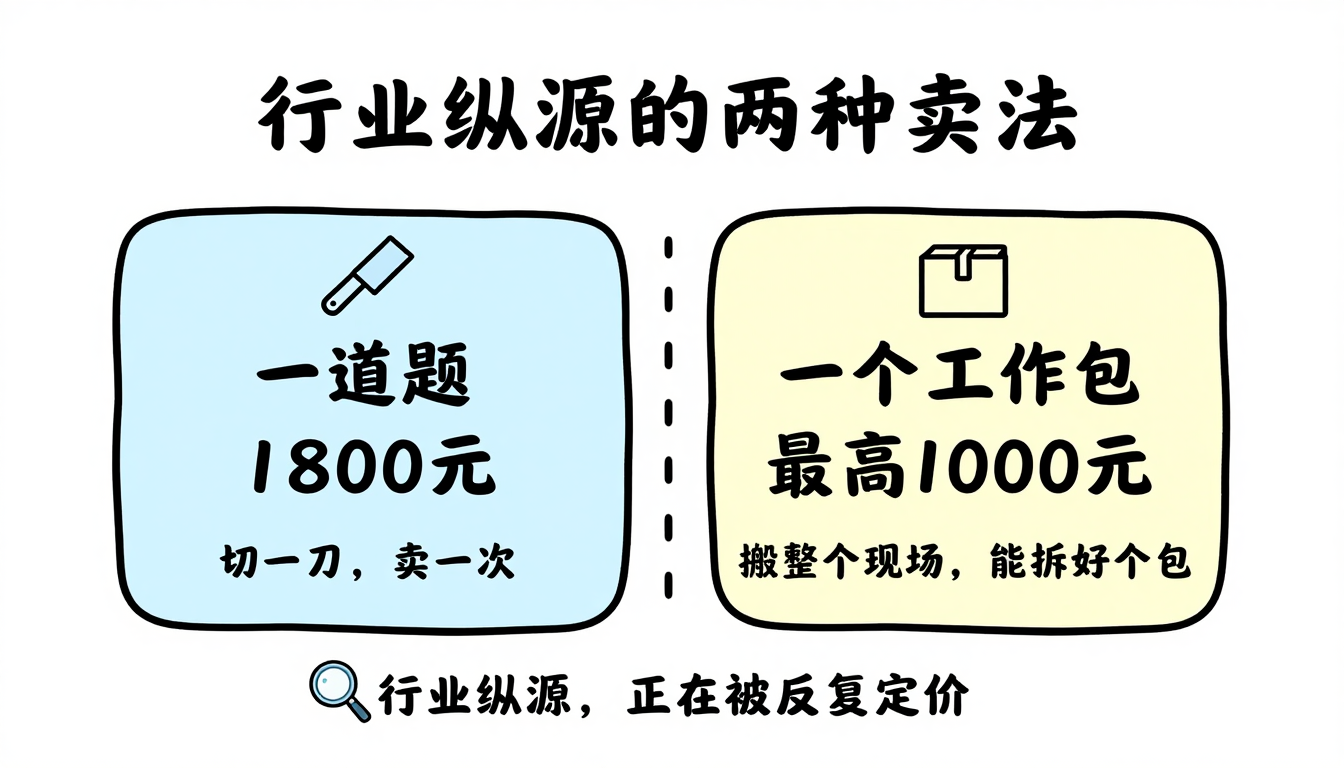 行业纵源的两种卖法
一道题
1800元
切一刀，卖一次
一个工作包
最高1000元
搬整个现场，能拆好个包
行业纵源，正在被反复定价